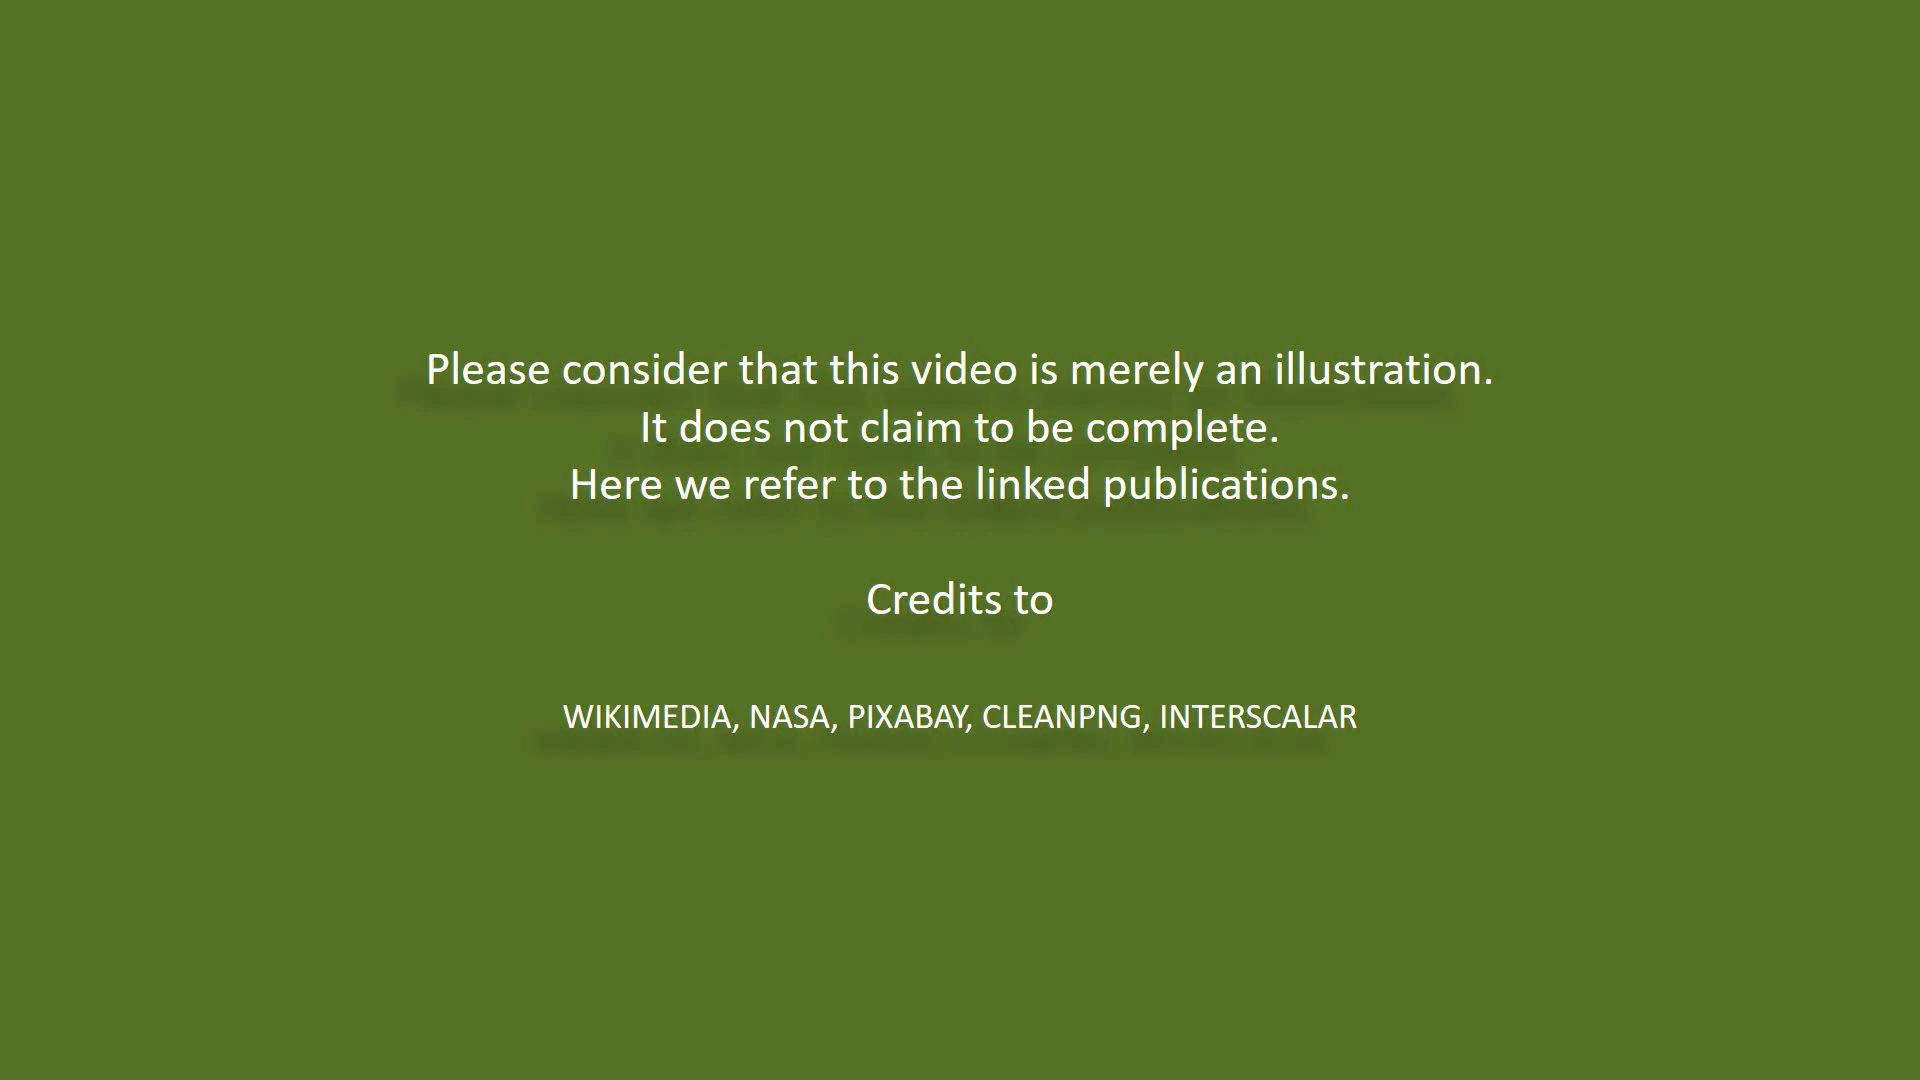 Please consider that this video is merely an illustration.
It does not claim to be complete.
Here we refer to the linked publications.
Credits to
WIKIMEDIA, NASA, PIXABAY, CLEANPNG, INTERSCALAR